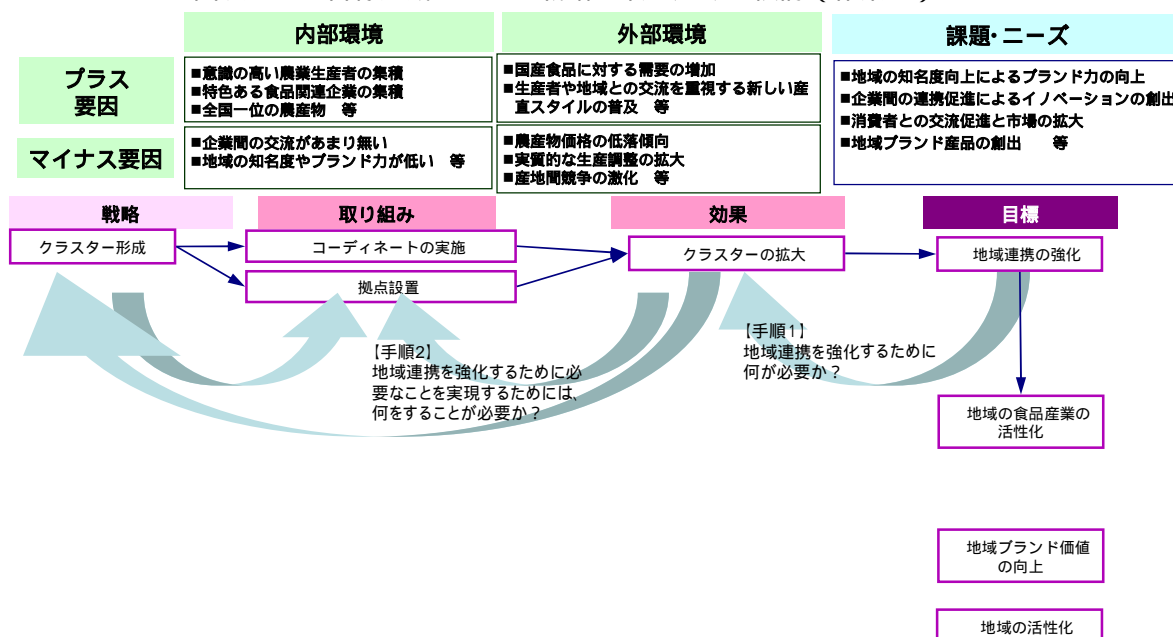 内部環境
外部環境
課題・ニーズ
プラス
要因
■意識の高い農業生産者の集積
■特色ある食品関連企業の集積
■全国一位の農産物　等
■国産食品に対する需要の増加
■生産者や地域との交流を重視する新しい産
直スタイルの普及　等
■地域の知名度向上によるブランド力の向上
■企業間の連携促進によるイノベーションの創出
■消費者との交流促進と市場の拡大
■地域ブランド産品の創出　　等
マイナス要因
■企業間の交流があまり無い
■地域の知名度やブランド力が低い　等
■農産物価格の低落傾向
■実質的な生産調整の拡大
■産地間競争の激化　等
戦略
取り組み
効果
目標
クラスター形成
コーディネートの実施
クラスターの拡大
地域連携の強化
拠点設置
【手順2】
地域連携を強化するために必
要なことを実現するためには、
何をすることが必要か？
【手順1】
地域連携を強化するために
何が必要か？
地域の食品産業の
活性化
地域ブランド価値
の向上
地域の活性化